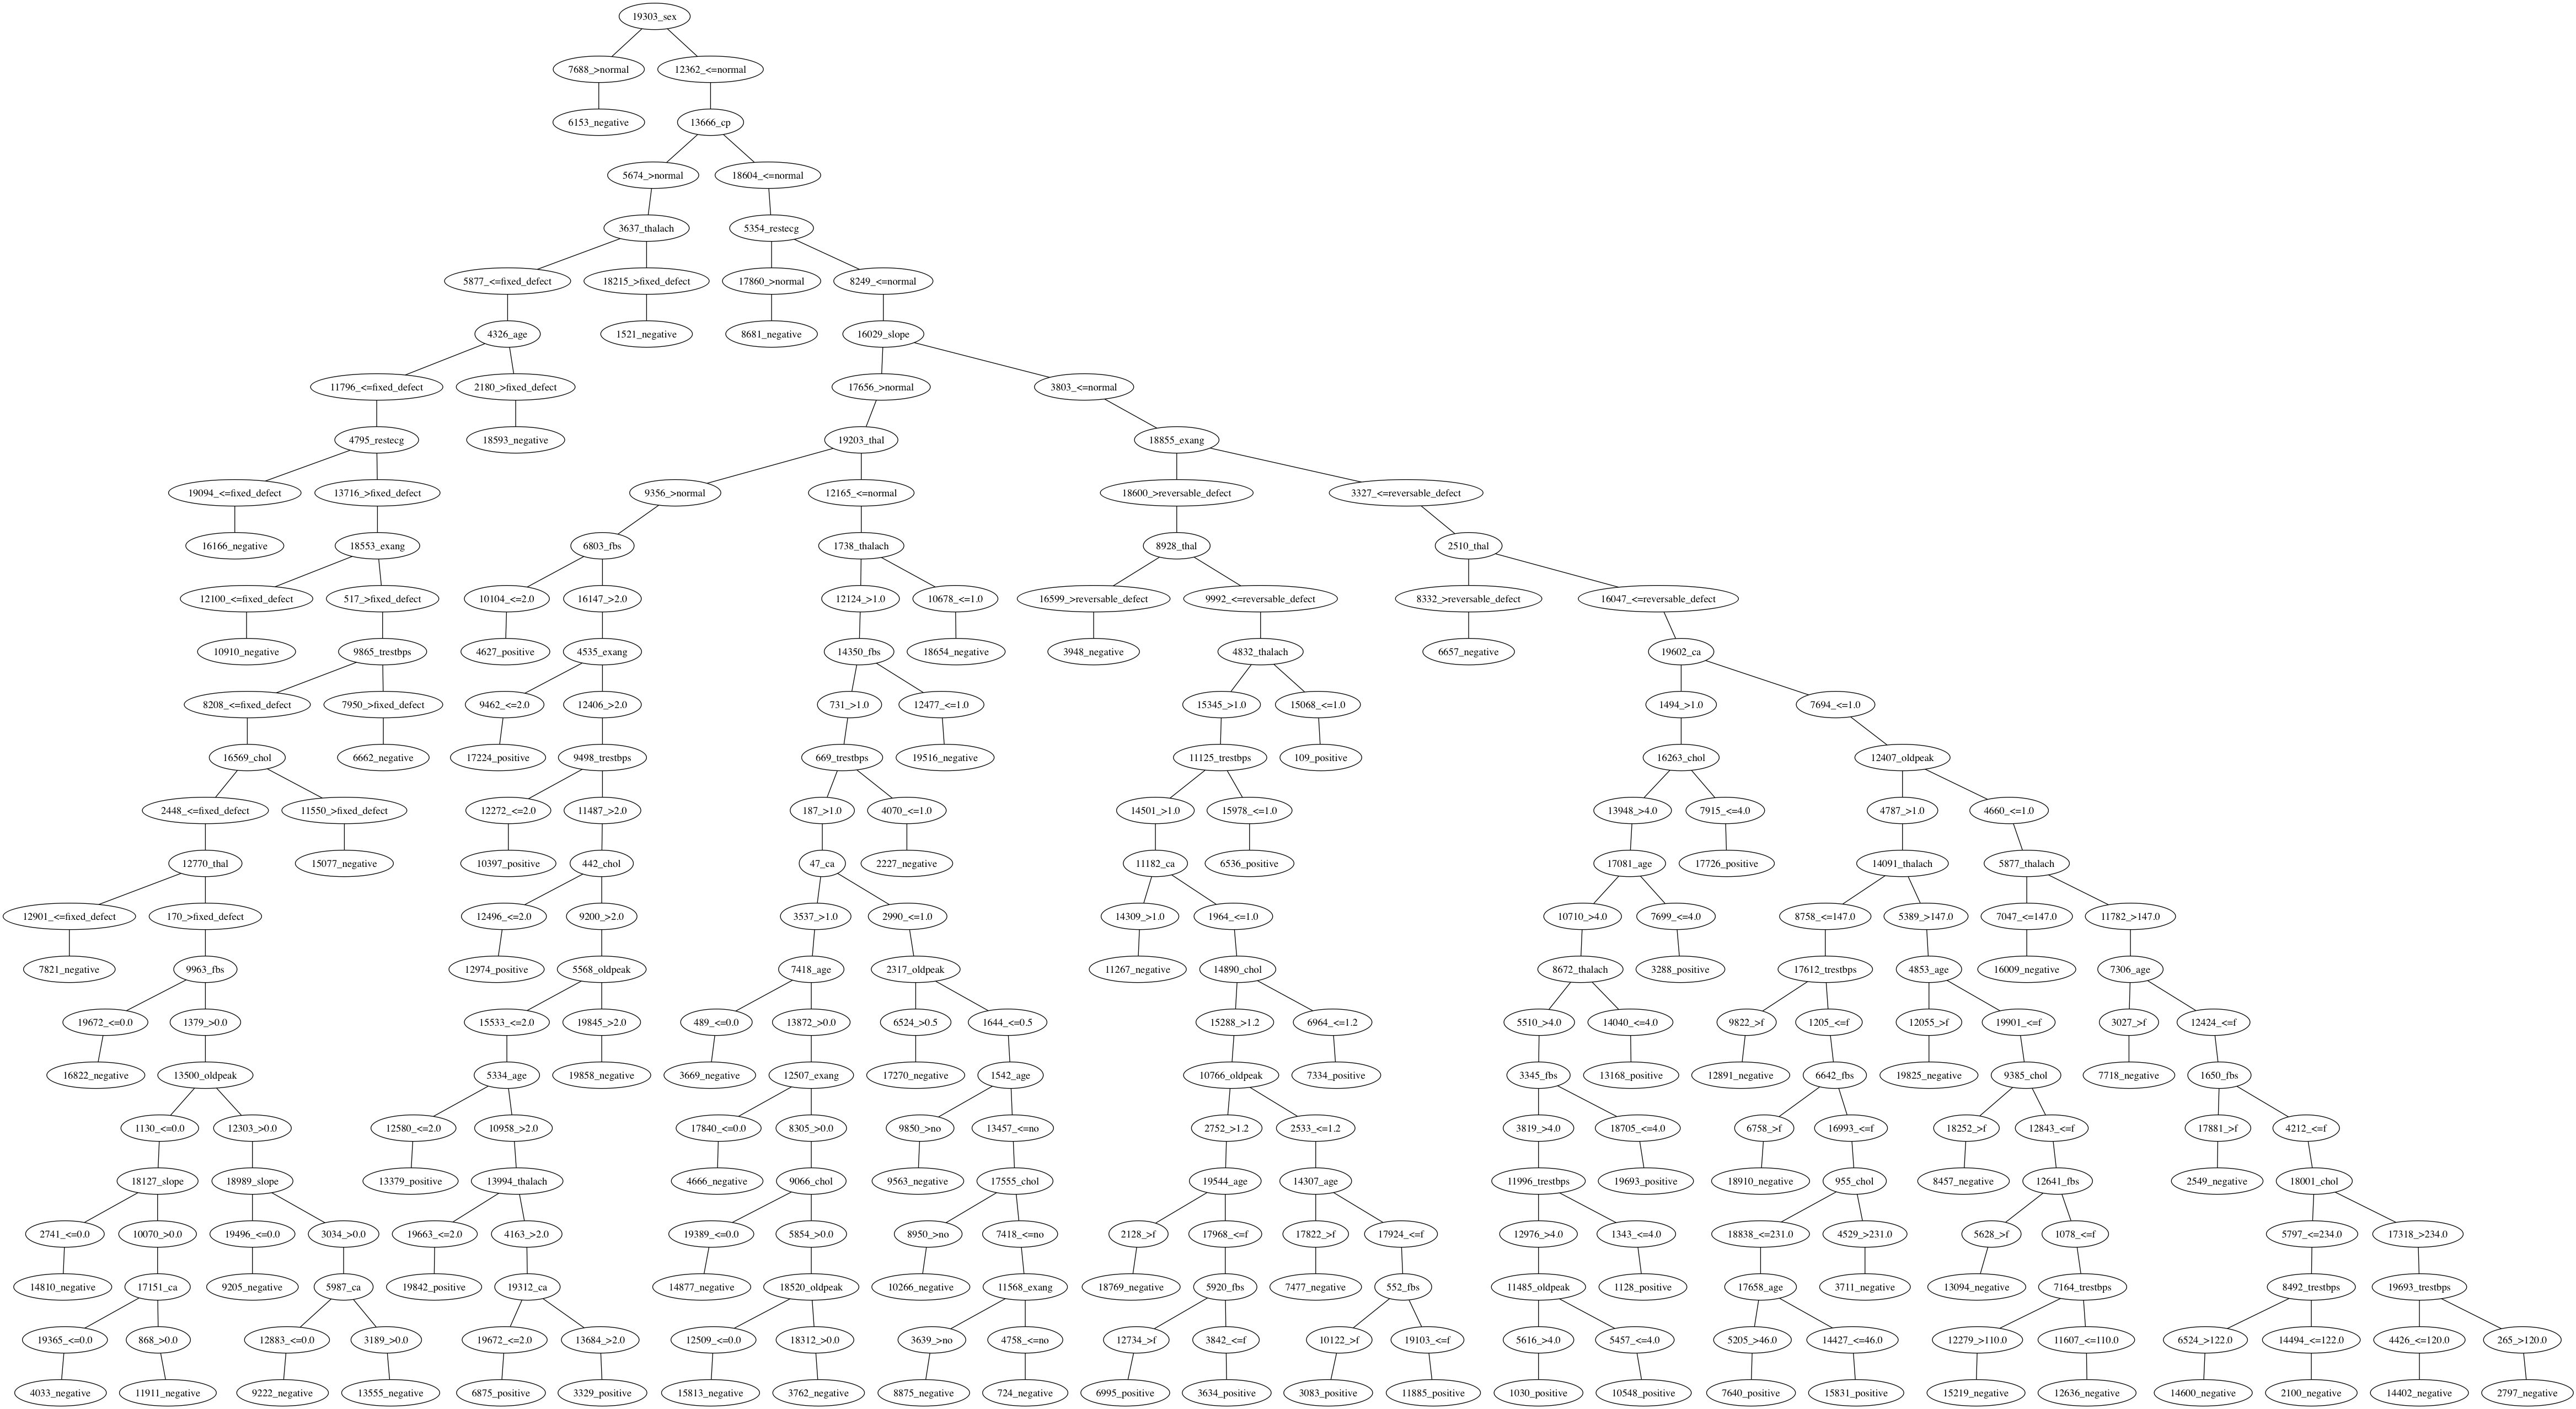 19303_sex
7688_>normal 12362_<=normal
6153_negative 13666_cp
5674_>normal 18604_<=normal
3637_thalach 5354_restecg
5877_<=fixed_defect 18215_>fixed_defect 17860_>normal 8249_<=normal
4326_age 1521_negative 8681_negative 16029_slope
11796_<=fixed_defect 2180_>fixed_defect 17656_>normal 3803_<=normal
4795_restecg 18593_negative 19203_thal 18855_exang
19094_<=fixed_defect 13716_>fixed_defect 9356_>normal 12165_<=normal 18600_>reversable_defect 3327_<=reversable_defect
16166_negative 18553_exang 6803_fbs 1738_thalach 8928_thal 2510_thal
12100_<=fixed_defect 517_>fixed_defect 10104_<=2.0 16147_>2.0 12124_>1.0 10678_<=1.0 16599_>reversable_defect 9992_<=reversable_defect 8332_>reversable_defect 16047_<=reversable_defect
10910_negative 9865_trestbps 4627_positive 4535_exang 14350_fbs 18654_negative 3948_negative 4832_thalach 6657_negative 19602_ca
8208_<=fixed_defect 7950_>fixed_defect 9462_<=2.0 12406_>2.0 731_>1.0 12477_<=1.0 15345_>1.0 15068_<=1.0 1494_>1.0 7694_<=1.0
16569_chol 6662_negative 17224_positive 9498_trestbps 669_trestbps 19516_negative 11125_trestbps 109_positive 16263_chol 12407_oldpeak
2448_<=fixed_defect 11550_>fixed_defect 12272_<=2.0 11487_>2.0 187_>1.0 4070_<=1.0 14501_>1.0 15978_<=1.0 13948_>4.0 7915_<=4.0 4787_>1.0 4660_<=1.0
12770_thal 15077_negative 10397_positive 442_chol 47_ca 2227_negative 11182_ca 6536_positive 17081_age 17726_positive 14091_thalach 5877_thalach
12901_<=fixed_defect 170_>fixed_defect 12496_<=2.0 9200_>2.0 3537_>1.0 2990_<=1.0 14309_>1.0 1964_<=1.0 10710_>4.0 7699_<=4.0 8758_<=147.0 5389_>147.0 7047_<=147.0 11782_>147.0
7821_negative 9963_fbs 12974_positive 5568_oldpeak 7418_age 2317_oldpeak 11267_negative 14890_chol 8672_thalach 3288_positive 17612_trestbps 4853_age 16009_negative 7306_age
19672_<=0.0 1379_>0.0 15533_<=2.0 19845_>2.0 489_<=0.0 13872_>0.0 6524_>0.5 1644_<=0.5 15288_>1.2 6964_<=1.2 5510_>4.0 14040_<=4.0 9822_>f 1205_<=f 12055_>f 19901_<=f 3027_>f 12424_<=f
16822_negative 13500_oldpeak 5334_age 19858_negative 3669_negative 12507_exang 17270_negative 1542_age 10766_oldpeak 7334_positive 3345_fbs 13168_positive 12891_negative 6642_fbs 19825_negative 9385_chol 7718_negative 1650_fbs
1130_<=0.0 12303_>0.0 12580_<=2.0 10958_>2.0 17840_<=0.0 8305_>0.0 9850_>no 13457_<=no 2752_>1.2 2533_<=1.2 3819_>4.0 18705_<=4.0 6758_>f 16993_<=f 18252_>f 12843_<=f 17881_>f 4212_<=f
18127_slope 18989_slope 13379_positive 13994_thalach 4666_negative 9066_chol 9563_negative 17555_chol 19544_age 14307_age 11996_trestbps 19693_positive 18910_negative 955_chol 8457_negative 12641_fbs 2549_negative 18001_chol
2741_<=0.0 10070_>0.0 19496_<=0.0 3034_>0.0 19663_<=2.0 4163_>2.0 19389_<=0.0 5854_>0.0 8950_>no 7418_<=no 2128_>f 17968_<=f 17822_>f 17924_<=f 12976_>4.0 1343_<=4.0 18838_<=231.0 4529_>231.0 5628_>f 1078_<=f 5797_<=234.0 17318_>234.0
14810_negative 17151_ca 9205_negative 5987_ca 19842_positive 19312_ca 14877_negative 18520_oldpeak 10266_negative 11568_exang 18769_negative 5920_fbs 7477_negative 552_fbs 11485_oldpeak 1128_positive 17658_age 3711_negative 13094_negative 7164_trestbps 8492_trestbps 19693_trestbps
19365_<=0.0 868_>0.0 12883_<=0.0 3189_>0.0 19672_<=2.0 13684_>2.0 12509_<=0.0 18312_>0.0 3639_>no 4758_<=no 12734_>f 3842_<=f 10122_>f 19103_<=f 5616_>4.0 5457_<=4.0 5205_>46.0 14427_<=46.0 12279_>110.0 11607_<=110.0 6524_>122.0 14494_<=122.0 4426_<=120.0 265_>120.0
4033_negative 11911_negative 9222_negative 13555_negative 6875_positive 3329_positive 15813_negative 3762_negative 8875_negative 724_negative 6995_positive 3634_positive 3083_positive 11885_positive 1030_positive 10548_positive 7640_positive 15831_positive 15219_negative 12636_negative 14600_negative 2100_negative 14402_negative 2797_negative